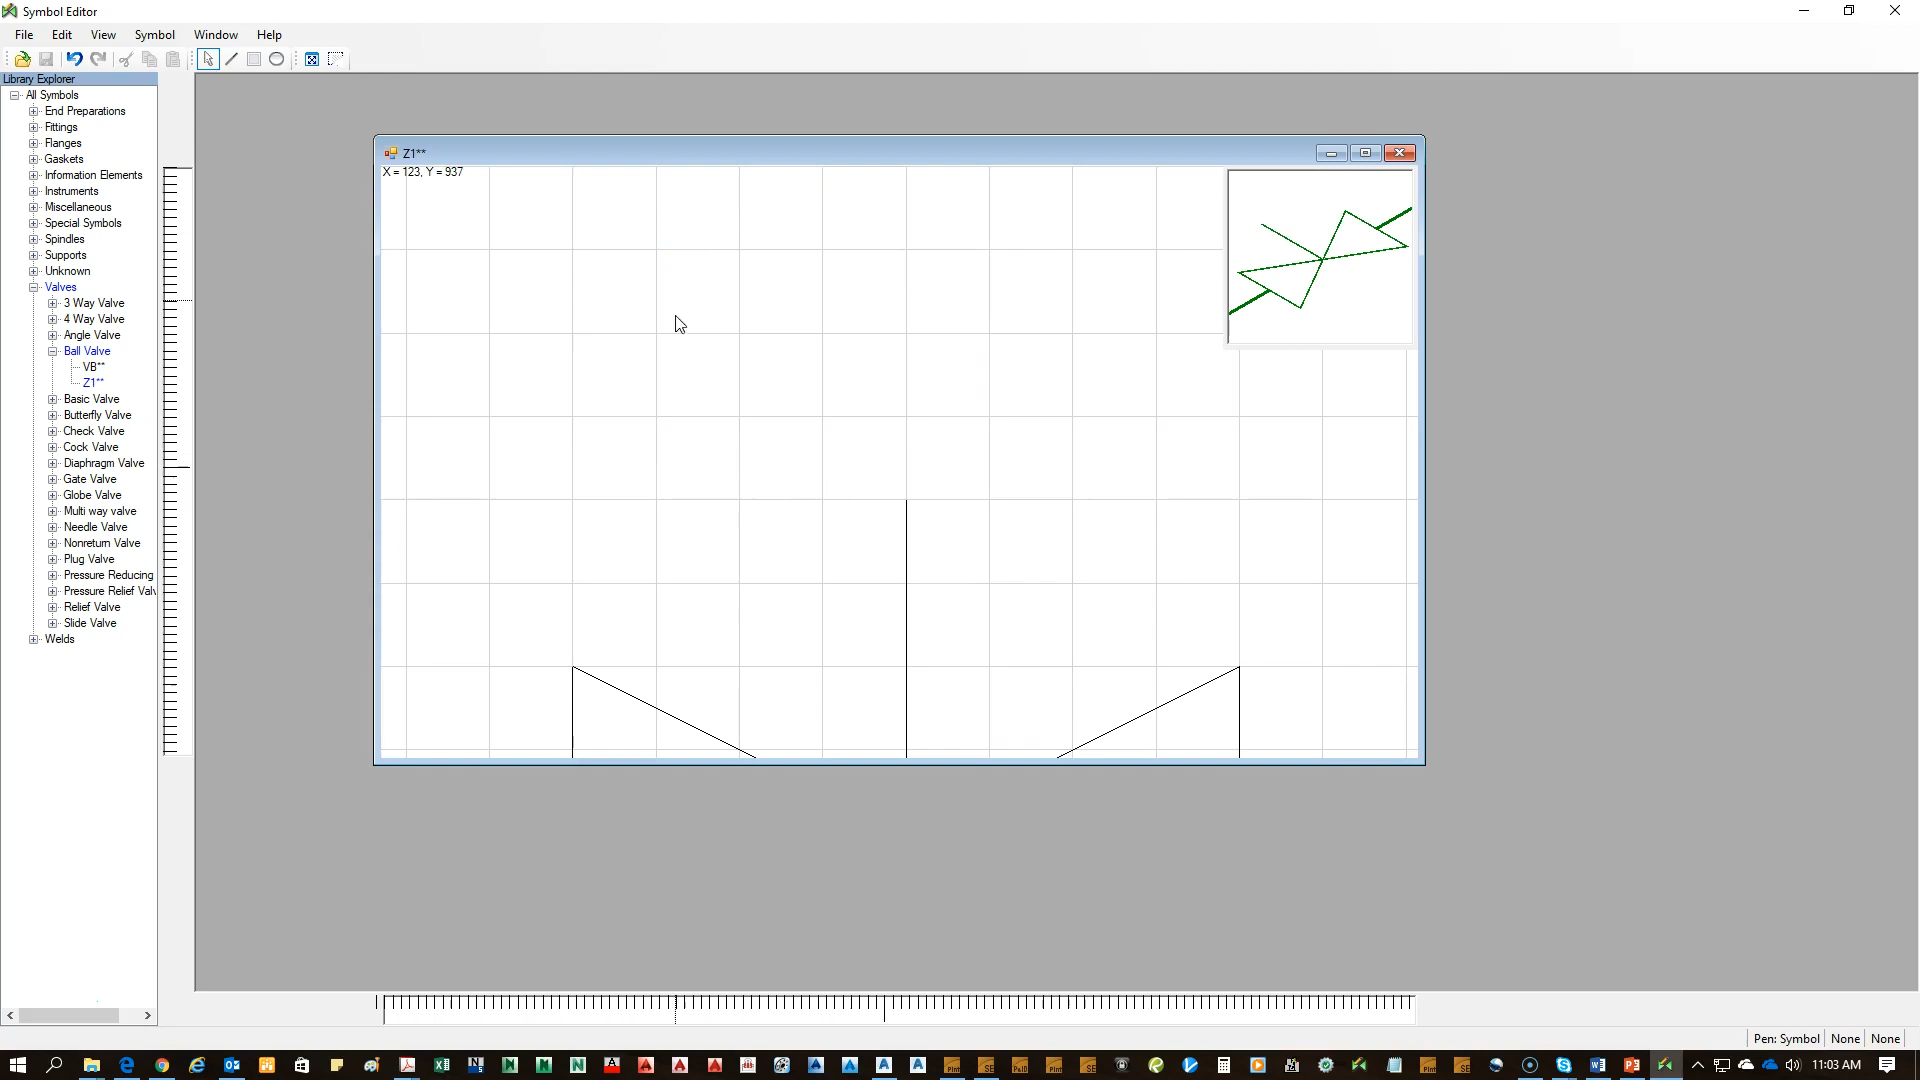 Symbol Editor
File Edit View Symbol Window Help
Library Explorer
All Symbols
End Preparations
Fittings
Flanges
Gaskets
Information Elements
Instruments
Miscellaneous
Special Symbols
Spindles
Supports
Unknown
Valves
3 Way Valve
4 Way Valve
Angle Valve
Ball Valve
VB**
Z1**
Basic Valve
Butterfly Valve
Check Valve
Cock Valve
Diaphragm Valve
Gate Valve
Globe Valve
Multi way valve
Needle Valve
Nonreturn Valve
Plug Valve
Pressure Reducing
Pressure Relief Valv
Relief Valve
Slide Valve
Welds
Z1**
X = 123, Y = 937
Pen: Symbol None None
11:03 AM